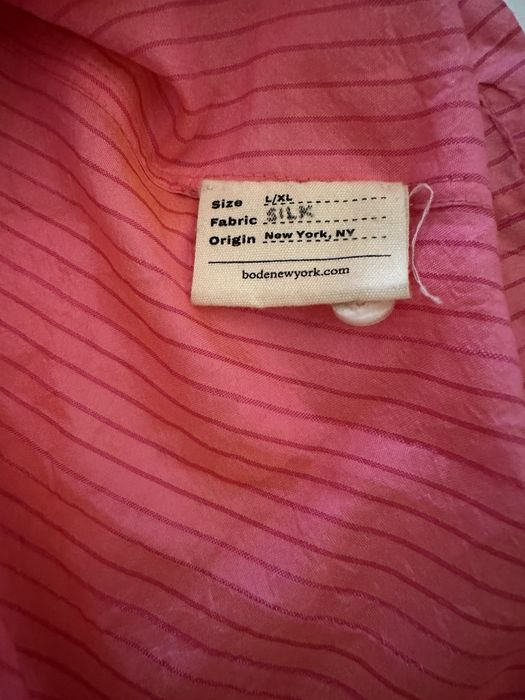 Size L/XL
Fabric SILK
Origin New York, NY
bodenewyork.com